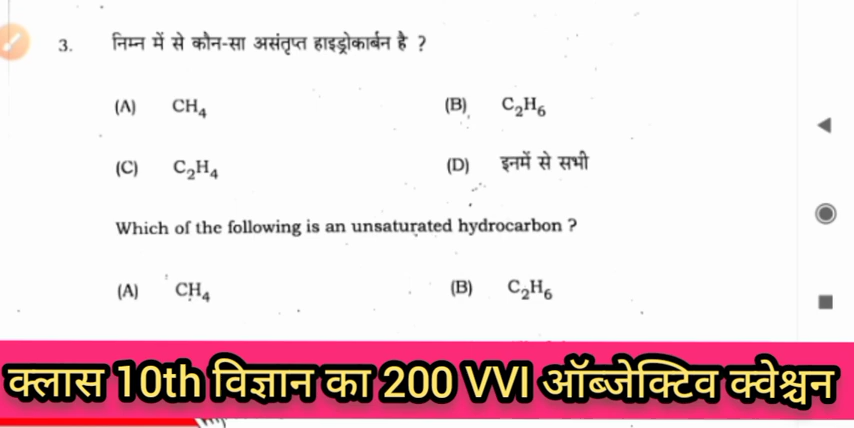 3. निम्न में से कौन-सा असंतृप्त हाइड्रोकार्बन है ?
(A) CH₄ (B) C₂H₆
(C) C₂H₄ (D) इनमें से सभी
Which of the following is an unsaturated hydrocarbon ?
(A) CH₄ (B) C₂H₆
क्लास 10th विज्ञान का 200 VVI ऑब्जेक्टिव क्वेश्चन